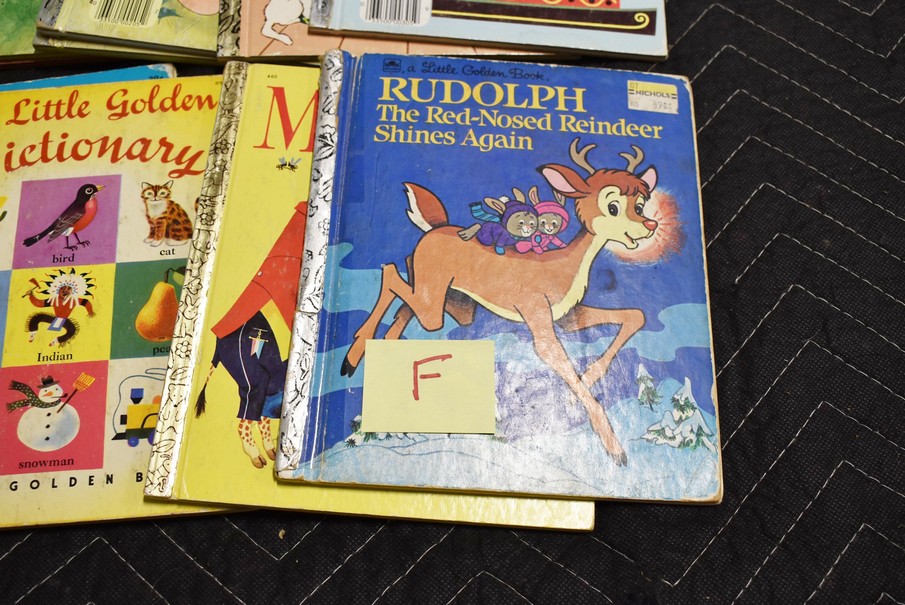 Little Golden
ictionary
bird
cat
Indian
snowman
GOLDEN B
460
M
a Little Golden Book
RUDOLPH
The Red-Nosed Reindeer
Shines Again
NICHOLS
F